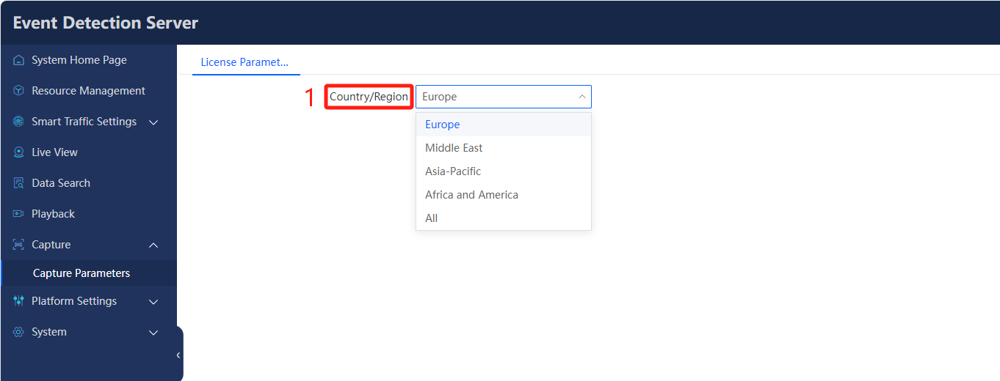 Event Detection Server
System Home Page
Resource Management
Smart Traffic Settings
Live View
Data Search
Playback
Capture
Capture Parameters
Platform Settings
System
License Paramet...
1 Country/Region Europe
Europe
Middle East
Asia-Pacific
Africa and America
All